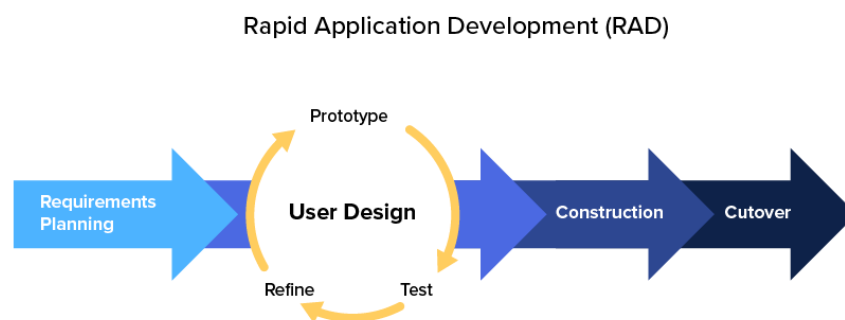 Rapid Application Development (RAD)
Prototype
Requirements
Planning
User Design
Construction
Cutover
Refine
Test